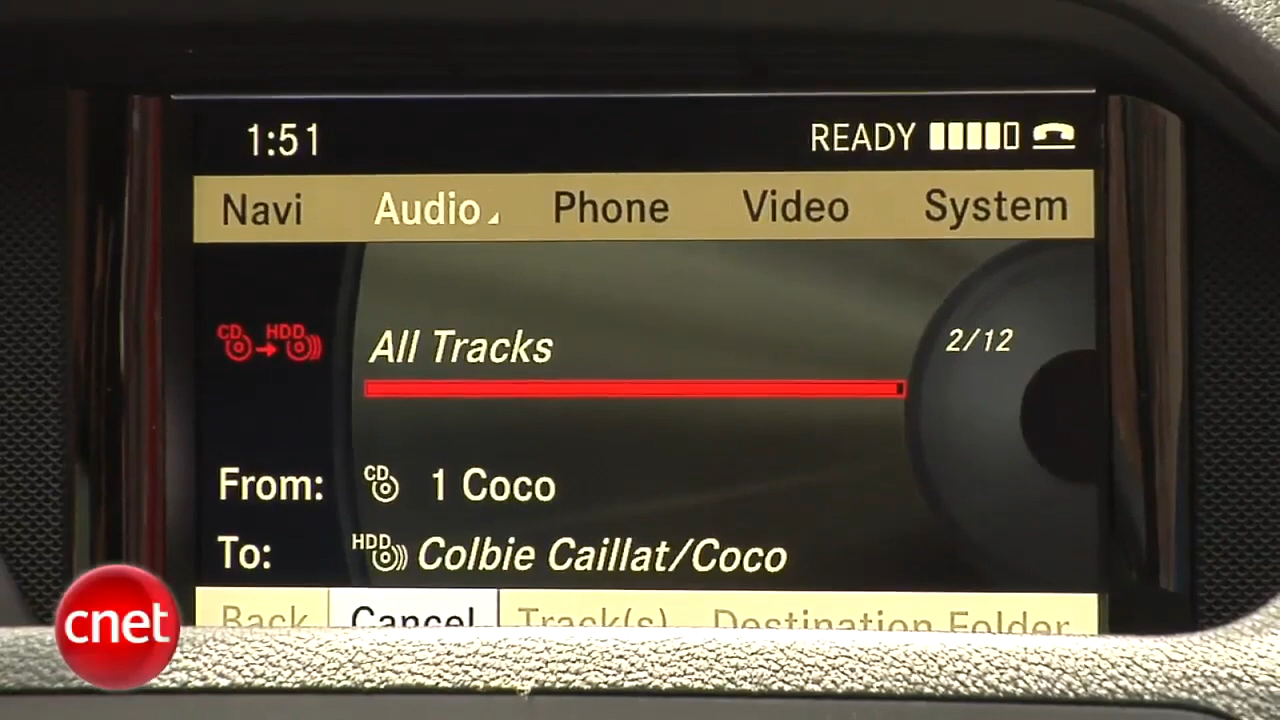 1:51 READY
Navi Audio Phone Video System
CD HDD All Tracks 2/12
From: CD 1 Coco
To: HDD Colbie Caillat/Coco
Back Cancel Track(s) Destination Folder
cnet